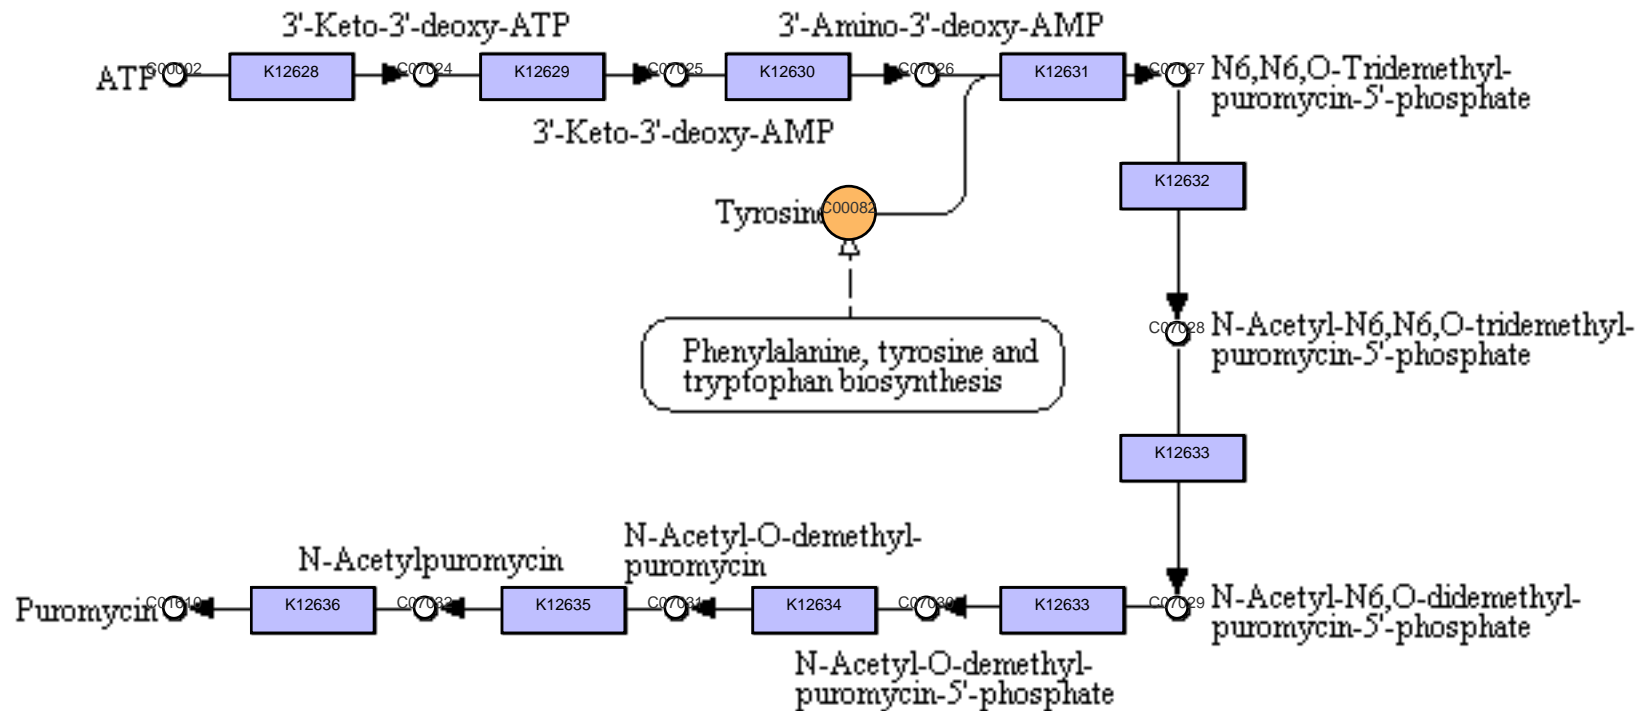 3'-Keto-3'-deoxy-ATP
3'-Amino-3'-deoxy-AMP
ATP
C00002
K12628
C07024
K12629
C07025
K12630
C07026
K12631
C07027
N6,N6,O-Tridemethyl-
puromycin-5'-phosphate
3'-Keto-3'-deoxy-AMP
K12632
Tyrosine
C00082
C07028
N-Acetyl-N6,N6,O-tridemethyl-
puromycin-5'-phosphate
Phenylalanine, tyrosine and
tryptophan biosynthesis
K12633
N-Acetylpuromycin
N-Acetyl-O-demethyl-
puromycin
Puromycin
C01610
K12636
C07032
K12635
C07031
K12634
C07030
K12633
C07029
N-Acetyl-N6,O-didemethyl-
puromycin-5'-phosphate
N-Acetyl-O-demethyl-
puromycin-5'-phosphate